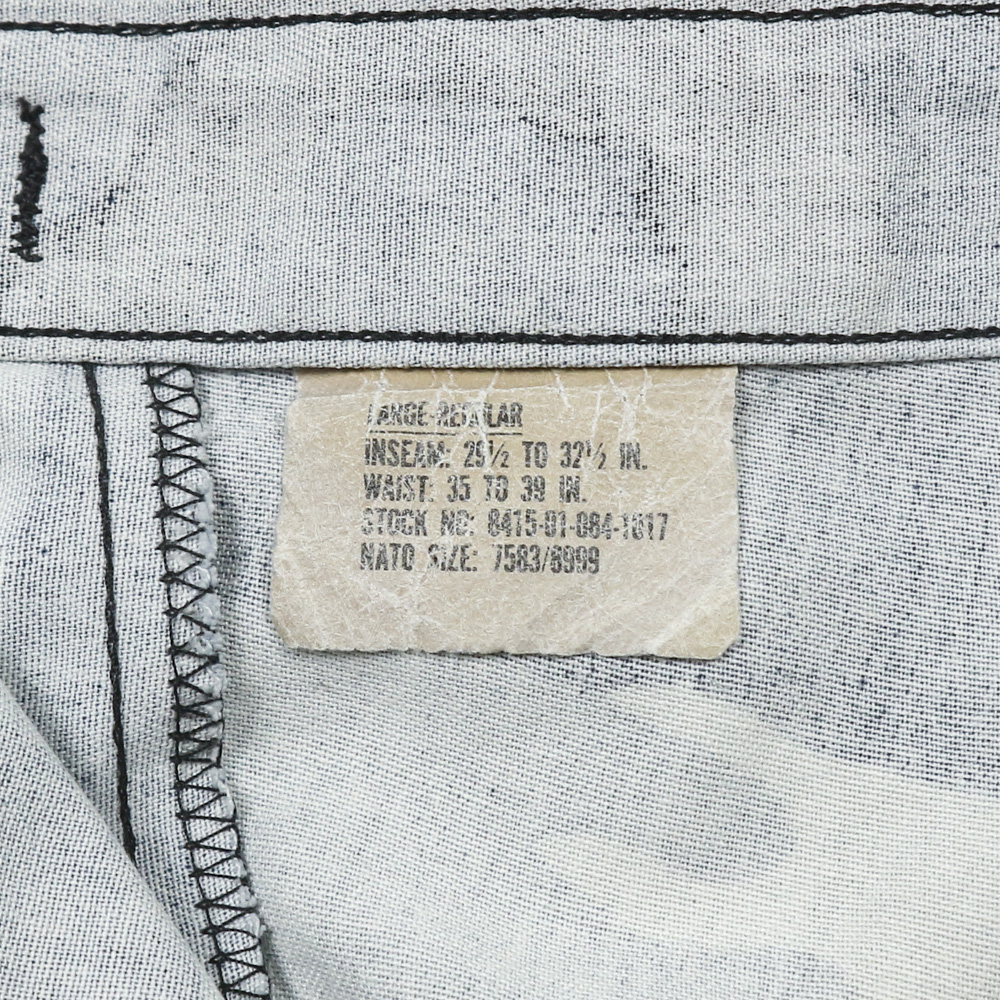 LARGE-REGULAR
INSEAM: 29½ TO 32½ IN.
WAIST: 35 TO 39 IN.
STOCK NO: 8415-01-084-1017
NATO SIZE: 7583/8999